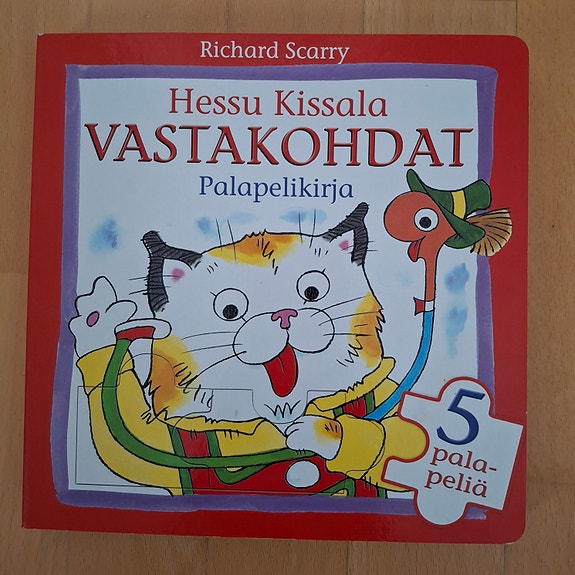 Richard Scarry
Hessu Kissala
VASTAKOHDAT
Palapelikirja
5
pala-
peliä